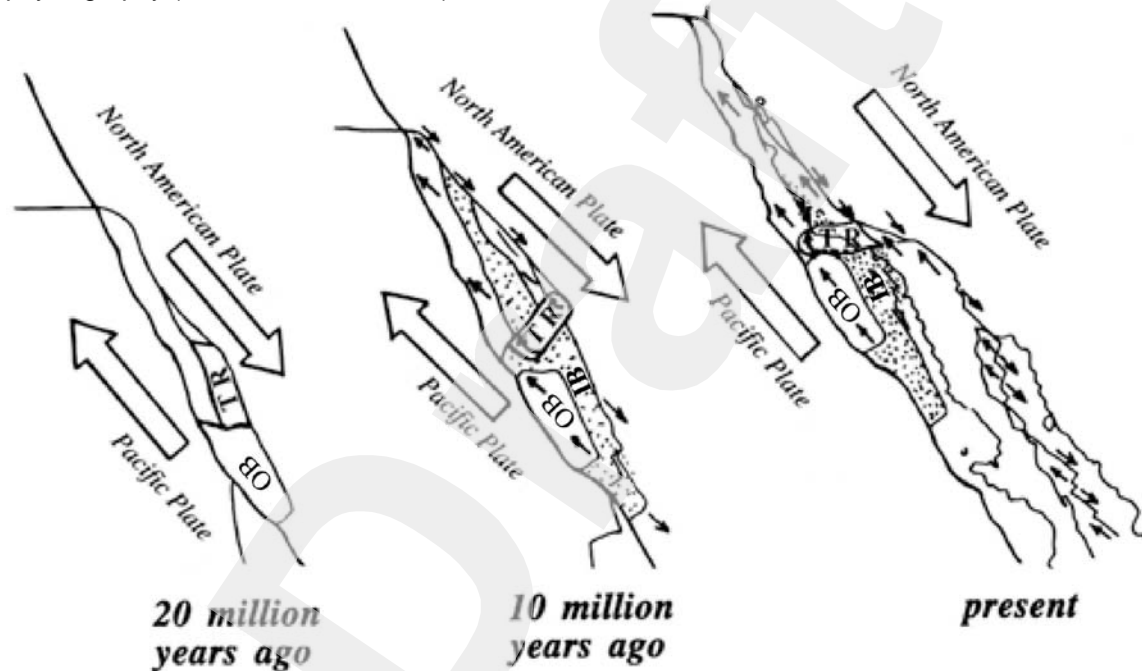 North American Plate
Pacific Plate
TR
OB
20 million
years ago
North American Plate
Pacific Plate
TR
IB
OB
10 million
years ago
North American Plate
Pacific Plate
TR
IB
OB
present
Draft